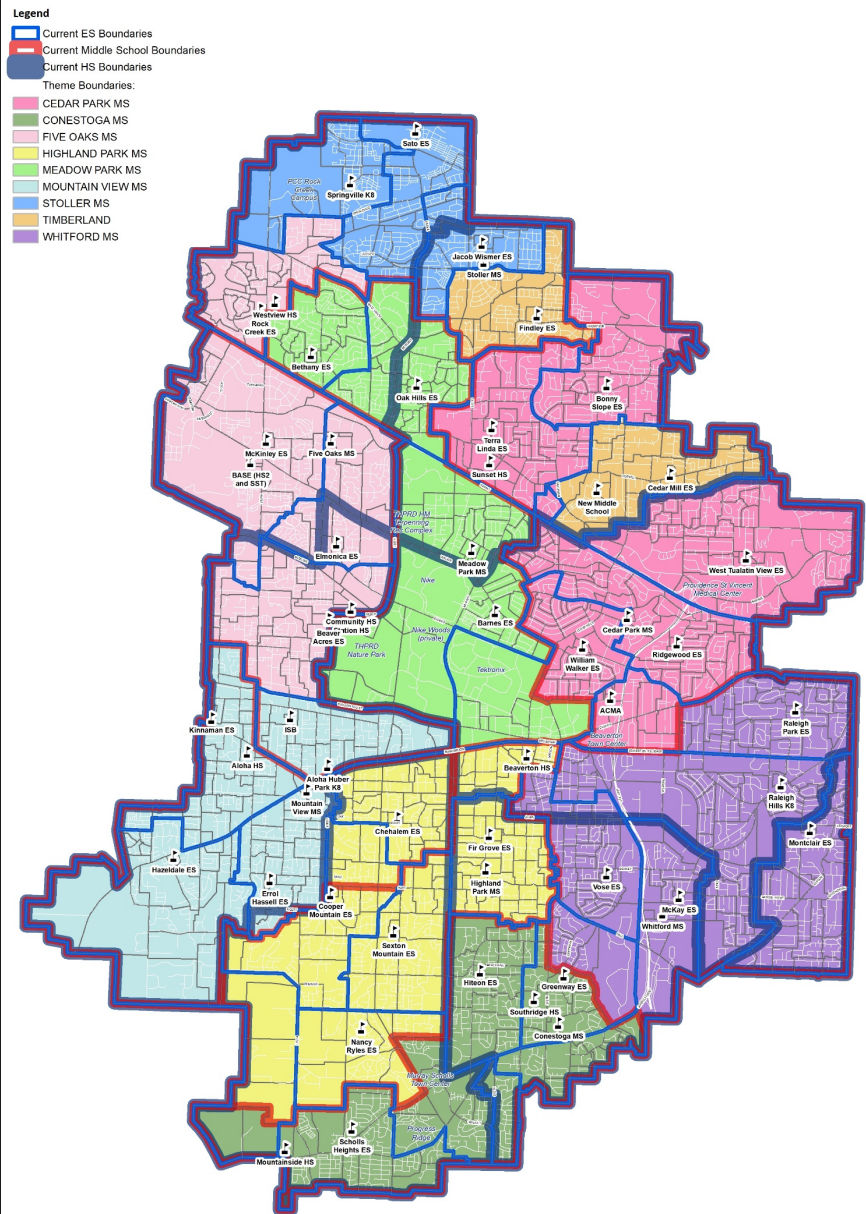 Legend
Current ES Boundaries
Current Middle School Boundaries
Current HS Boundaries
Theme Boundaries:
CEDAR PARK MS
CONESTOGA MS
FIVE OAKS MS
HIGHLAND PARK MS
MEADOW PARK MS
MOUNTAIN VIEW MS
STOLLER MS
TIMBERLAND
WHITFORD MS
Sato ES
PCC Rock
Creek
Campus
Springville K8
Jacob Wismer ES
Stoller MS
Westview HS
Rock
Creek ES
Findley ES
Bethany ES
Oak Hills ES
Bonny
Slope ES
Terra
Linda ES
McKinley ES
Five Oaks MS
Sunset HS
BASE (HS2
and SST)
Cedar Mill ES
New Middle
School
THPRD HM
Terpenning
Rec Complex
Elmonica ES
Meadow
Park MS
West Tualatin View ES
Nike
Providence St Vincent
Medical Center
Community HS
Barnes ES
Beaver
Acres ES
Nike Woods
(private)
Cedar Park MS
THPRD
Nature Park
William
Walker ES
Ridgewood ES
Tektronix
ACMA
Kinnaman ES
ISB
Raleigh
Park ES
Beaverton
Town Center
Aloha HS
Beaverton HS
Aloha Huber
Park K8
Raleigh
Hills K8
Mountain
View MS
Chehalem ES
Montclair ES
Fir Grove ES
Hazeldale ES
Highland
Park MS
Vose ES
Errol
Hassell ES
McKay ES
Cooper
Mountain ES
Whitford MS
Sexton
Mountain ES
Hiteon ES
Greenway ES
Southridge HS
Conestoga MS
Nancy
Ryles ES
Murray Scholls
Town Center
Progress
Ridge
Scholls
Heights ES
Mountainside HS